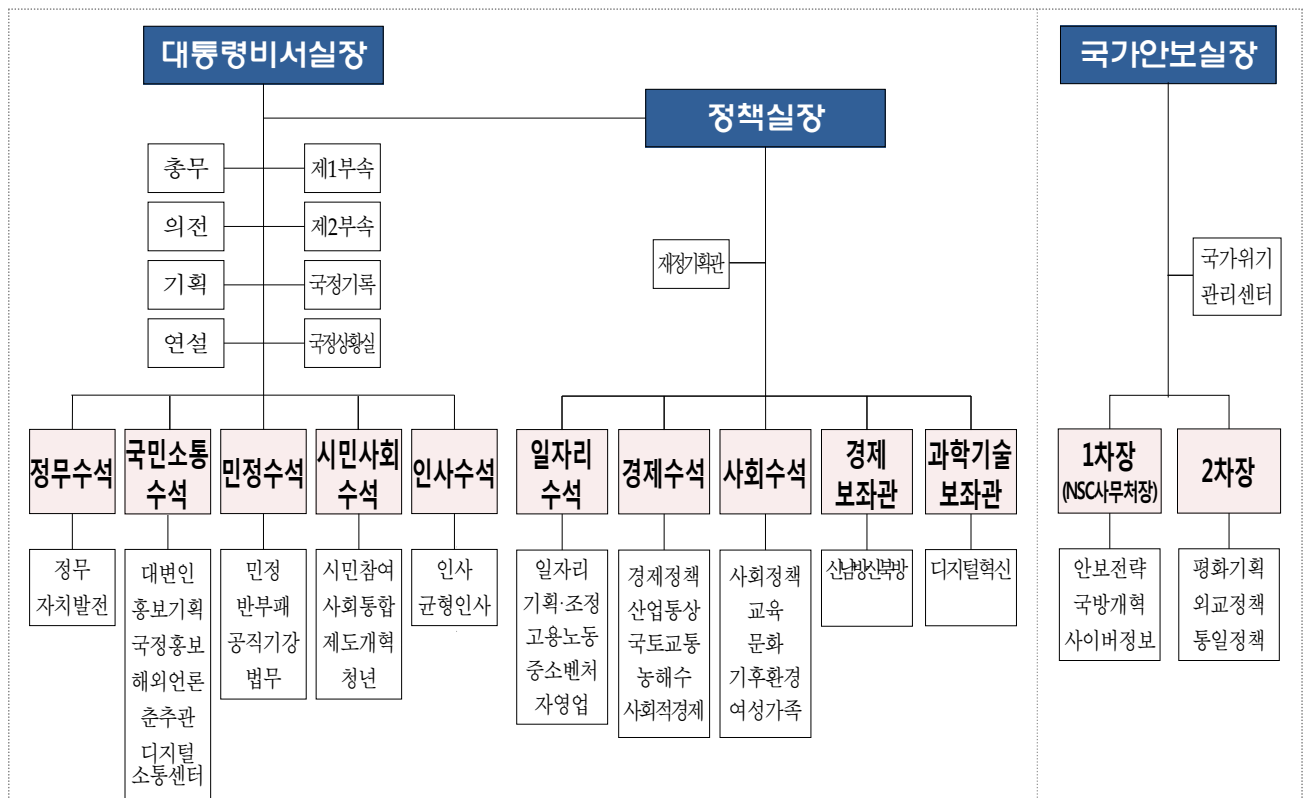 대통령비서실장
국가안보실장
정책실장
총무
제1부속
의전
제2부속
기획
국정기록
연설
국정상황실
재정기획관
국가위기
관리센터
정무수석
국민소통
수석
민정수석
시민사회
수석
인사수석
일자리
수석
경제수석
사회수석
경제
보좌관
과학기술
보좌관
1차장
(NSC사무처장)
2차장
정무
자치발전
대변인
홍보기획
국정홍보
해외언론
춘추관
디지털
소통센터
민정
반부패
공직기강
법무
시민참여
사회통합
제도개혁
청년
인사
균형인사
일자리
기획·조정
고용노동
중소벤처
자영업
경제정책
산업통상
국토교통
농해수
사회적경제
사회정책
교육
문화
기후환경
여성가족
신남방신북방
디지털혁신
안보전략
국방개혁
사이버정보
평화기획
외교정책
통일정책